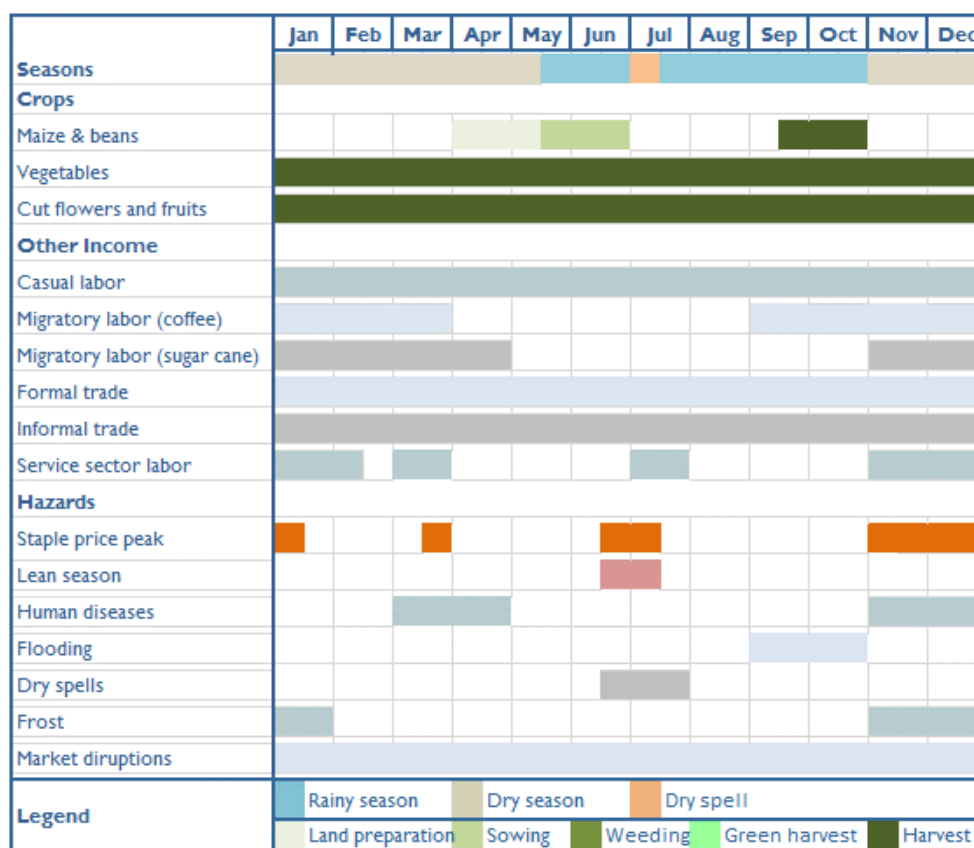 Jan Feb Mar Apr May Jun Jul Aug Sep Oct Nov Dec
Seasons
Crops
Maize & beans
Vegetables
Cut flowers and fruits
Other Income
Casual labor
Migratory labor (coffee)
Migratory labor (sugar cane)
Formal trade
Informal trade
Service sector labor
Hazards
Staple price peak
Lean season
Human diseases
Flooding
Dry spells
Frost
Market diruptions
Legend
Rainy season Dry season Dry spell
Land preparation Sowing Weeding Green harvest Harvest